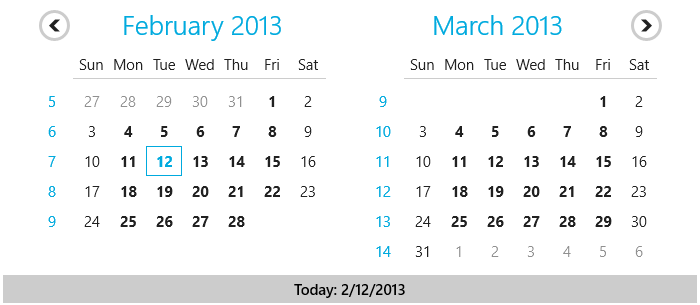 February 2013
Sun Mon Tue Wed Thu Fri Sat
5 27 28 29 30 31 1 2
6 3 4 5 6 7 8 9
7 10 11 12 13 14 15 16
8 17 18 19 20 21 22 23
9 24 25 26 27 28
March 2013
Sun Mon Tue Wed Thu Fri Sat
9 1 2
10 3 4 5 6 7 8 9
11 10 11 12 13 14 15 16
12 17 18 19 20 21 22 23
13 24 25 26 27 28 29 30
14 31 1 2 3 4 5 6
Today: 2/12/2013